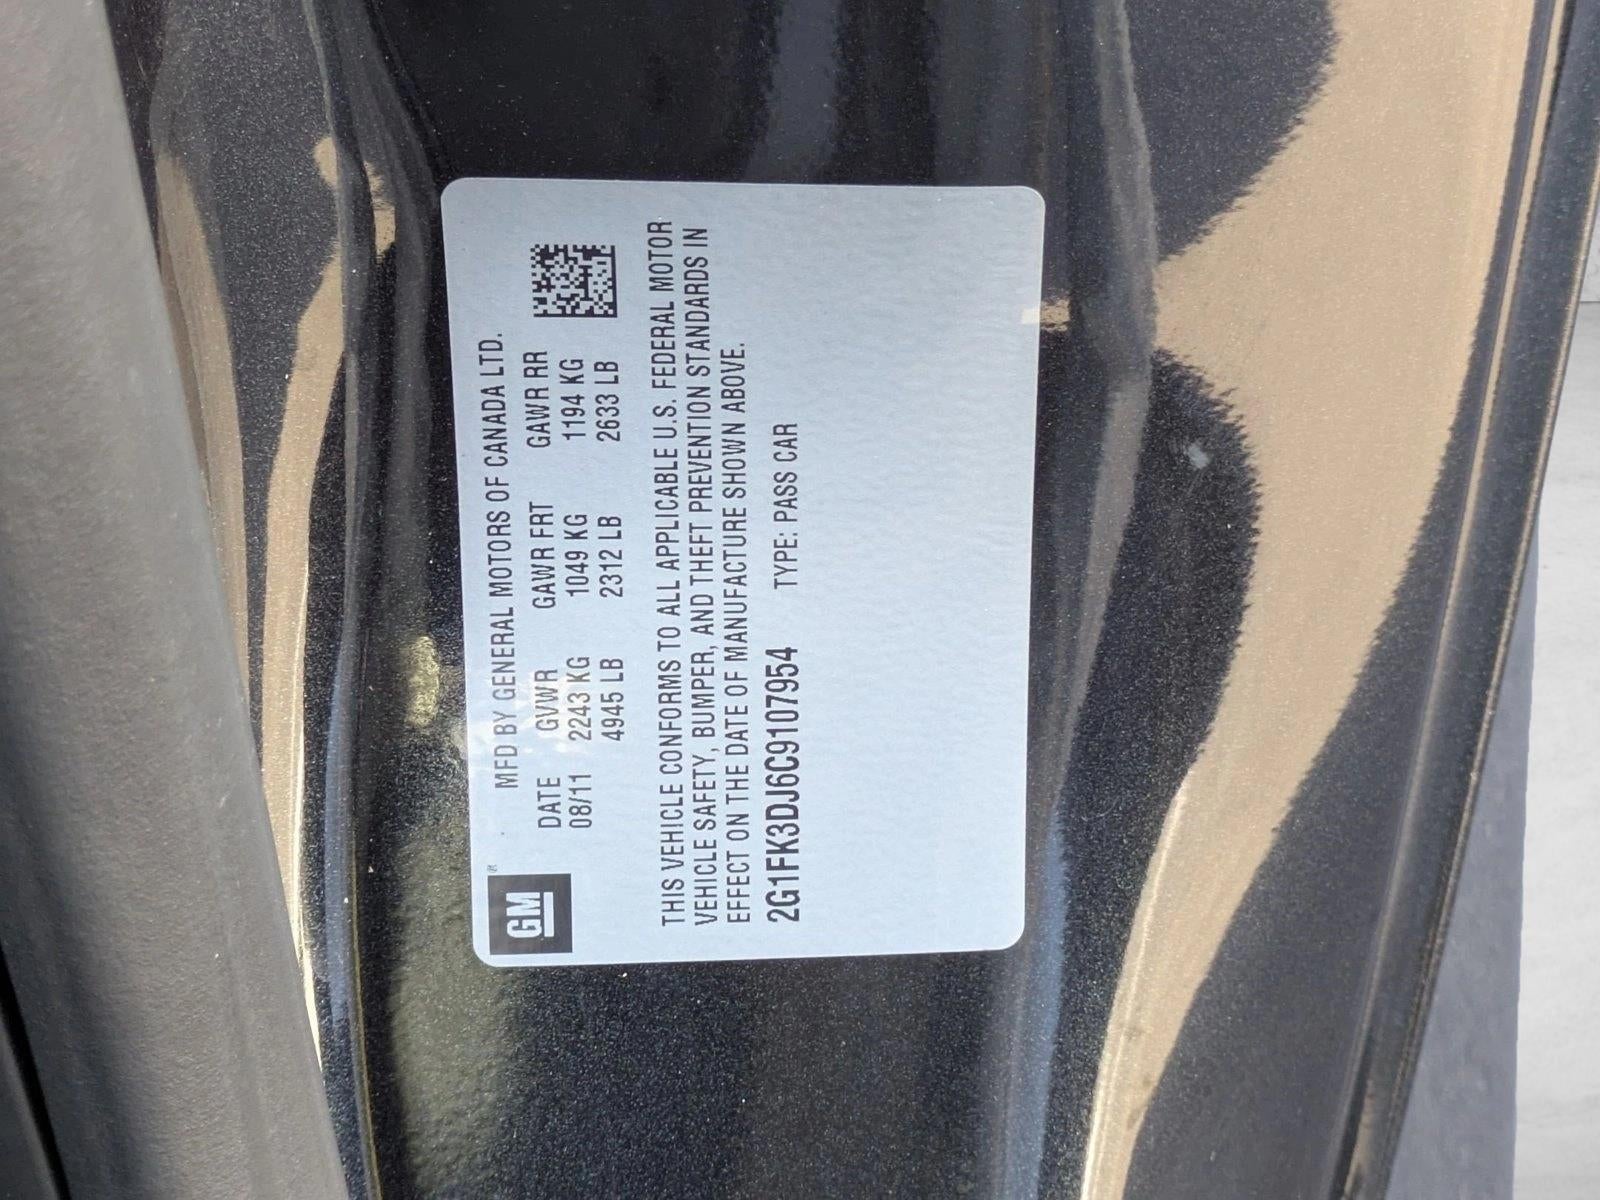 GM®
MFD BY GENERAL MOTORS OF CANADA LTD.
DATE GVWR GAWR FRT GAWR RR
08/11 2243 KG 1049 KG 1194 KG
4945 LB 2312 LB 2633 LB
THIS VEHICLE CONFORMS TO ALL APPLICABLE U.S. FEDERAL MOTOR
VEHICLE SAFETY, BUMPER, AND THEFT PREVENTION STANDARDS IN
EFFECT ON THE DATE OF MANUFACTURE SHOWN ABOVE.
2G1FK3DJ6C9107954 TYPE: PASS CAR